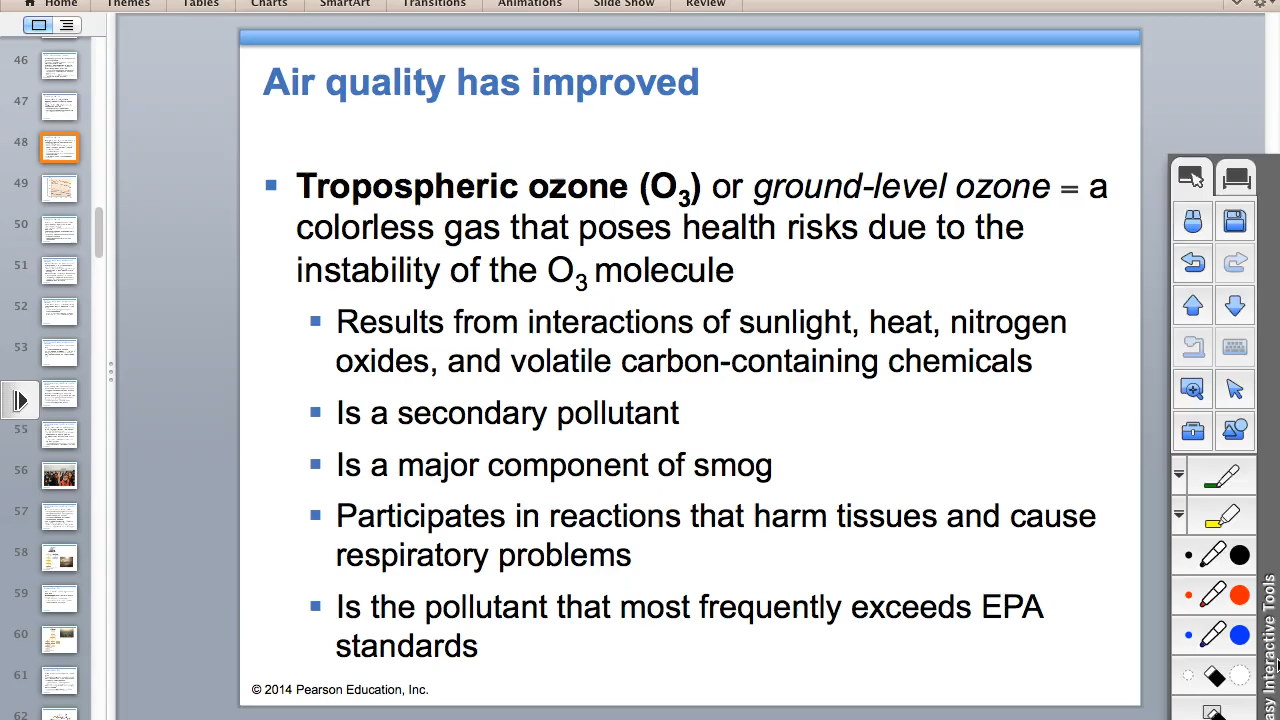 Home Themes Tables Charts SmartArt Transitions Animations Slide Show Review
46
47
48
49
50
51
52
53
55
56
57
58
59
60
61
62
Air quality has improved
Tropospheric ozone (O3) or ground-level ozone = a
colorless gas that poses health risks due to the
instability of the O3 molecule
Results from interactions of sunlight, heat, nitrogen
oxides, and volatile carbon-containing chemicals
Is a secondary pollutant
Is a major component of smog
Participates in reactions that harm tissues and cause
respiratory problems
Is the pollutant that most frequently exceeds EPA
standards
© 2014 Pearson Education, Inc.
Interactive Tools